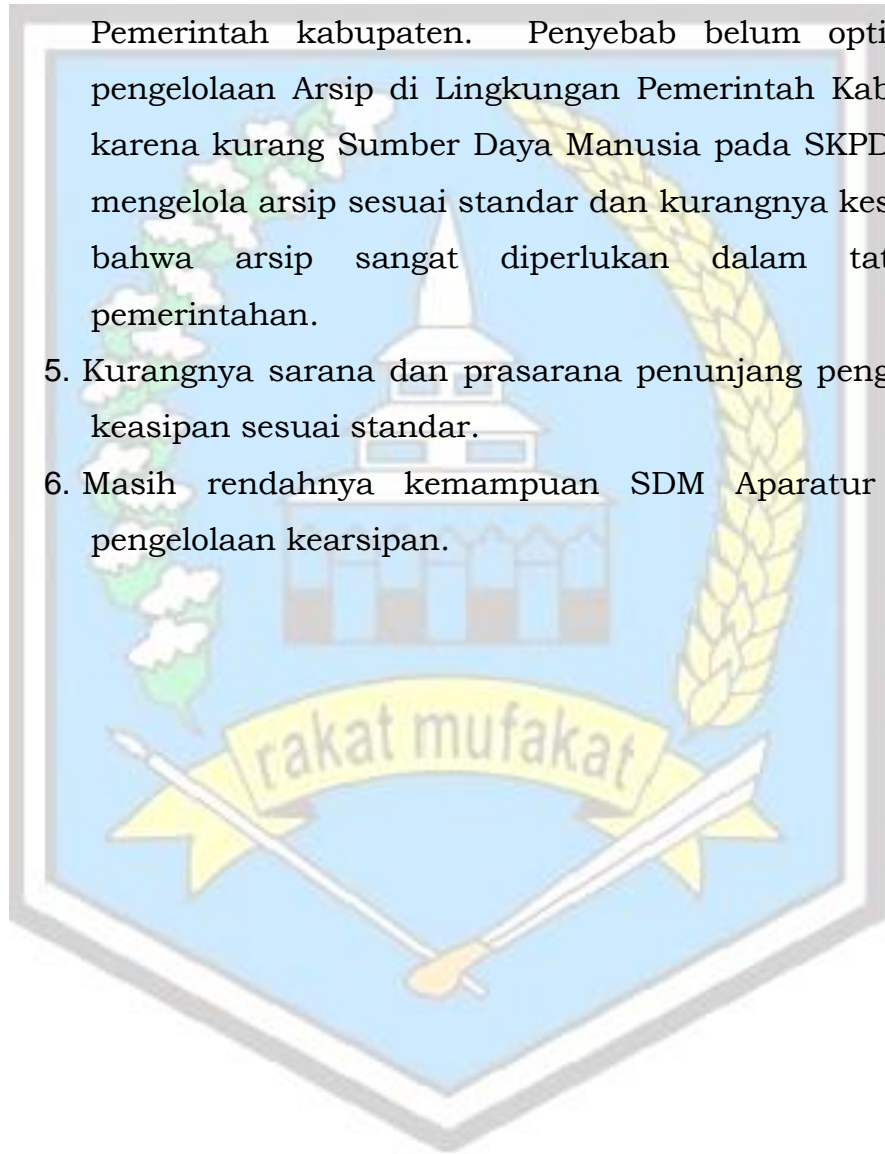 Pemerintah kabupaten. Penyebab belum opti
pengelolaan Arsip di Lingkungan Pemerintah Kab
karena kurang Sumber Daya Manusia pada SKPD
mengelola arsip sesuai standar dan kurangnya kes
bahwa arsip sangat diperlukan dalam tat
pemerintahan.
5. Kurangnya sarana dan prasarana penunjang peng
keasipan sesuai standar.
6. Masih rendahnya kemampuan SDM Aparatur
pengelolaan kearsipan.
rakat mufakat